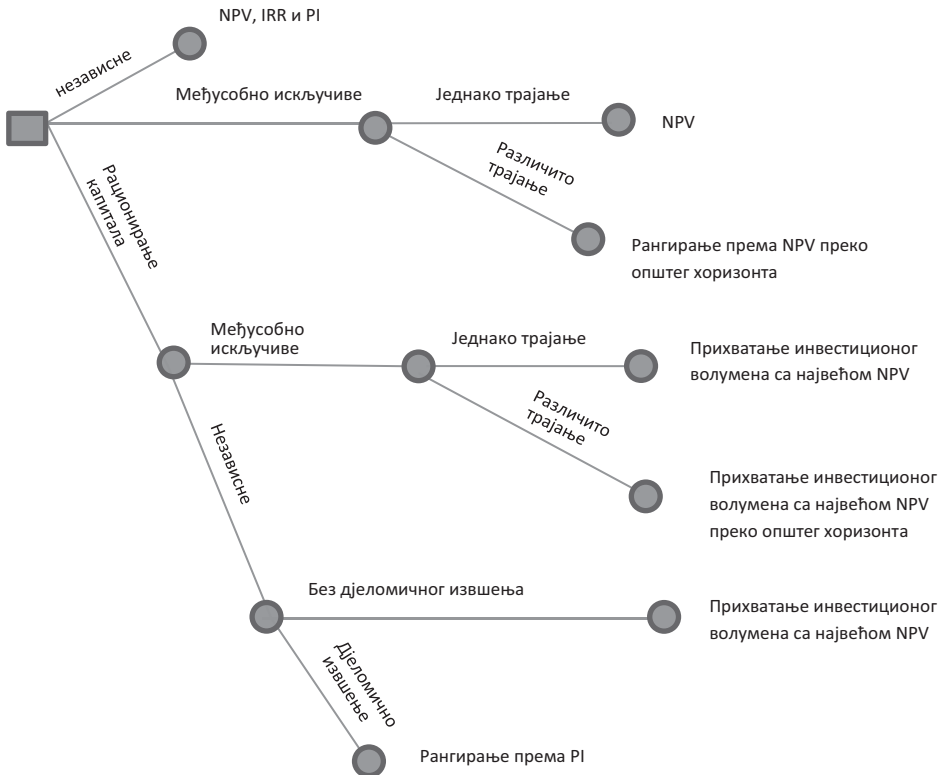 NPV, IRR и PI
независне
Међусобно искључиве
Једнако трајање
NPV
Различито
трајање
Рангирање према NPV преко
општег хоризонта
Рационирање
капитала
Међусобно
искључиве
Једнако трајање
Прихватање инвестиционог
волумена са највећом NPV
Различито
трајање
Прихватање инвестиционог
волумена са највећом NPV
преко општег хоризонта
Независне
Без дјеломичног извшења
Прихватање инвестиционог
волумена са највећом NPV
Дјеломично
извшење
Рангирање према PI